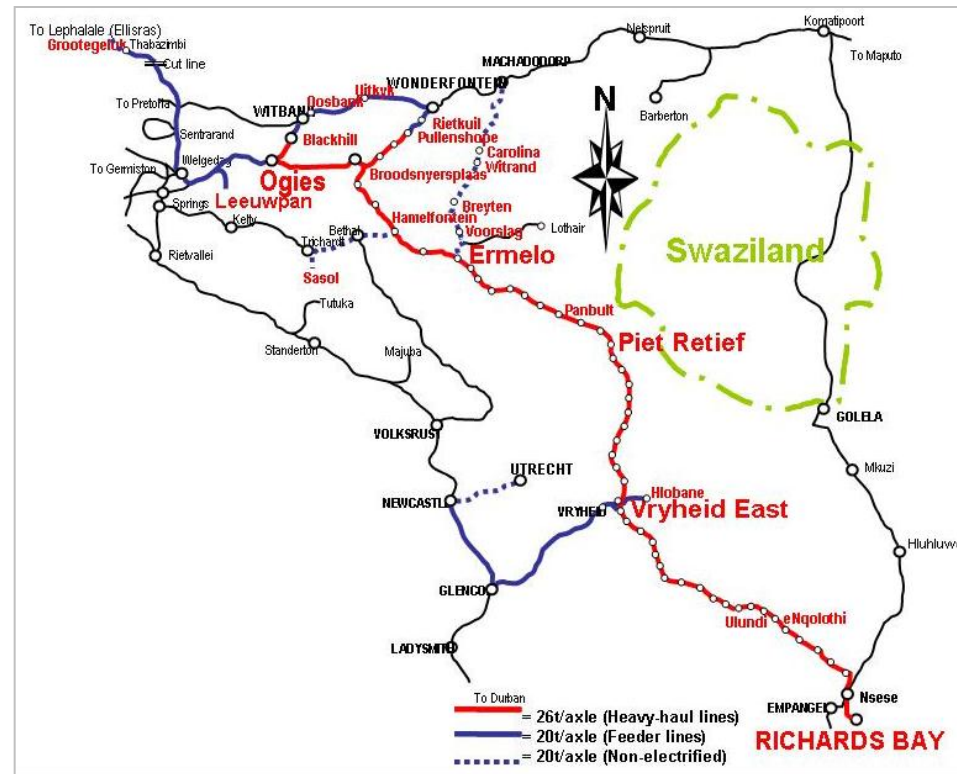 To Lephalale (Ellisras)
Grootegeluk
Thabazimbi
Cut line
To Pretoria
Sentrarand
To Germiston
Welgedag
Springs
Leeuwpan
Rietvallei
Kelty
WITBANK
Oosbank
Uitkyk
WONDERFONTEIN
MACHADODORP
Nelspruit
Komatipoort
To Maputo
Barberton
N
Blackhill
Rietkuil
Pullenshope
Ogies
Broodsnyersplaas
Carolina
Witrand
Breyten
Hamelfontein
Voorslag
Lothair
Bethal
Trichardt
Sasol
Ermelo
Swaziland
Tutuka
Standerton
Majuba
Panbult
Piet Retief
GOLELA
VOLKSRUST
UTRECHT
Mkuzi
NEWCASTL
Hlobane
VRYHEID
Vryheid East
Hluhluw
GLENCO
Ulundi
eNqolothi
LADYSMITH
To Durban
EMPANGEI
Nsese
RICHARDS BAY
= 26t/axle (Heavy-haul lines)
= 20t/axle (Feeder lines)
= 20t/axle (Non-electrified)